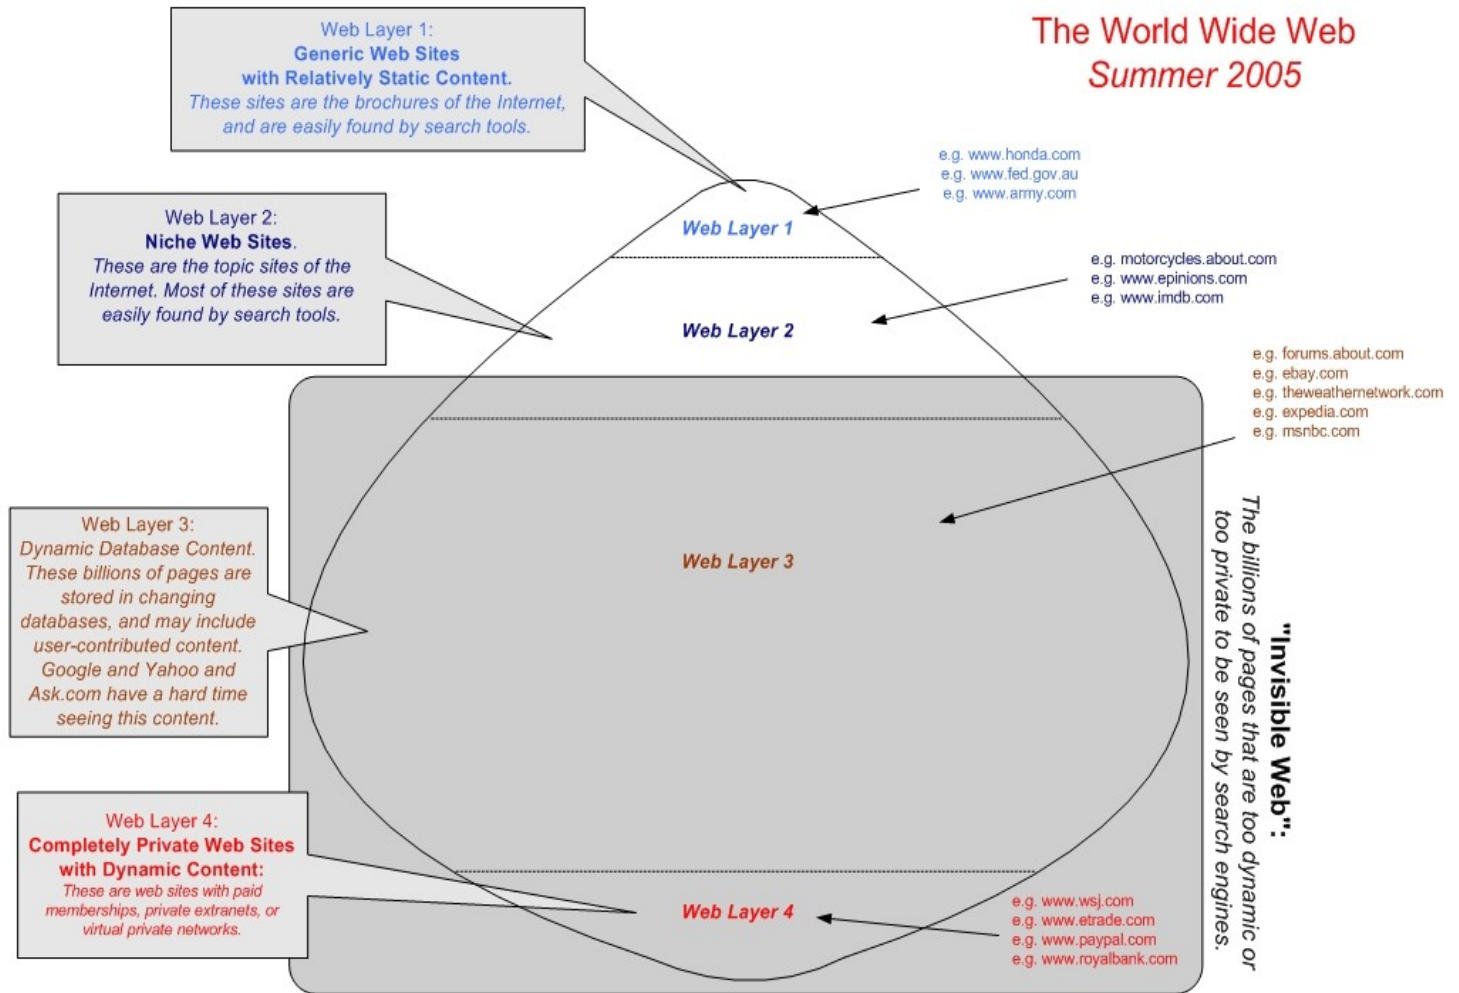 The World Wide Web
Summer 2005
Web Layer 1:
Generic Web Sites
with Relatively Static Content.
These sites are the brochures of the Internet,
and are easily found by search tools.
e.g. www.honda.com
e.g. www.fed.gov.au
e.g. www.army.com
Web Layer 1
Web Layer 2:
Niche Web Sites.
These are the topic sites of the
Internet. Most of these sites are
easily found by search tools.
e.g. motorcycles.about.com
e.g. www.epinions.com
e.g. www.imdb.com
Web Layer 2
e.g. forums.about.com
e.g. ebay.com
e.g. theweathernetwork.com
e.g. expedia.com
e.g. msnbc.com
Web Layer 3:
Dynamic Database Content.
These billions of pages are
stored in changing
databases, and may include
user-contributed content.
Google and Yahoo and
Ask.com have a hard time
seeing this content.
Web Layer 3
"Invisible Web":
The billions of pages that are too dynamic or
too private to be seen by search engines.
Web Layer 4:
Completely Private Web Sites
with Dynamic Content:
These are web sites with paid
memberships, private extranets, or
virtual private networks.
Web Layer 4
e.g. www.wsj.com
e.g. www.etrade.com
e.g. www.paypal.com
e.g. www.royalbank.com